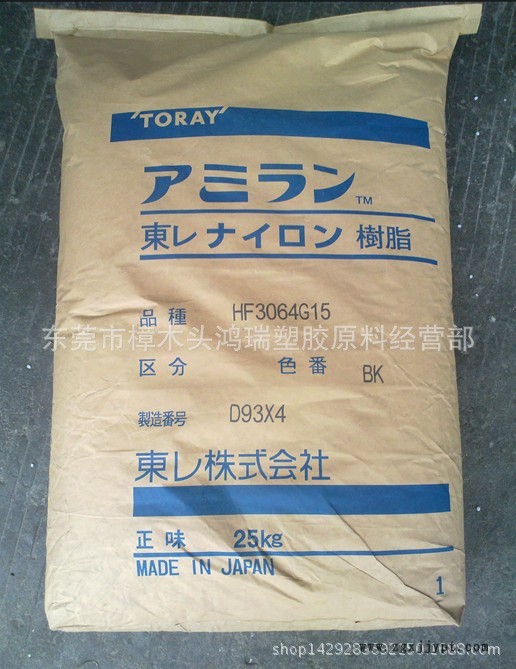 TORAY
アミラン™
東レ ナイロン 樹脂
品種 HF3064G15
东莞市樟木头鸿瑞塑胶原料经营部
区分 色番 BK
製造番号 D93X4
東レ株式会社
正味 25kg
MADE IN JAPAN
1